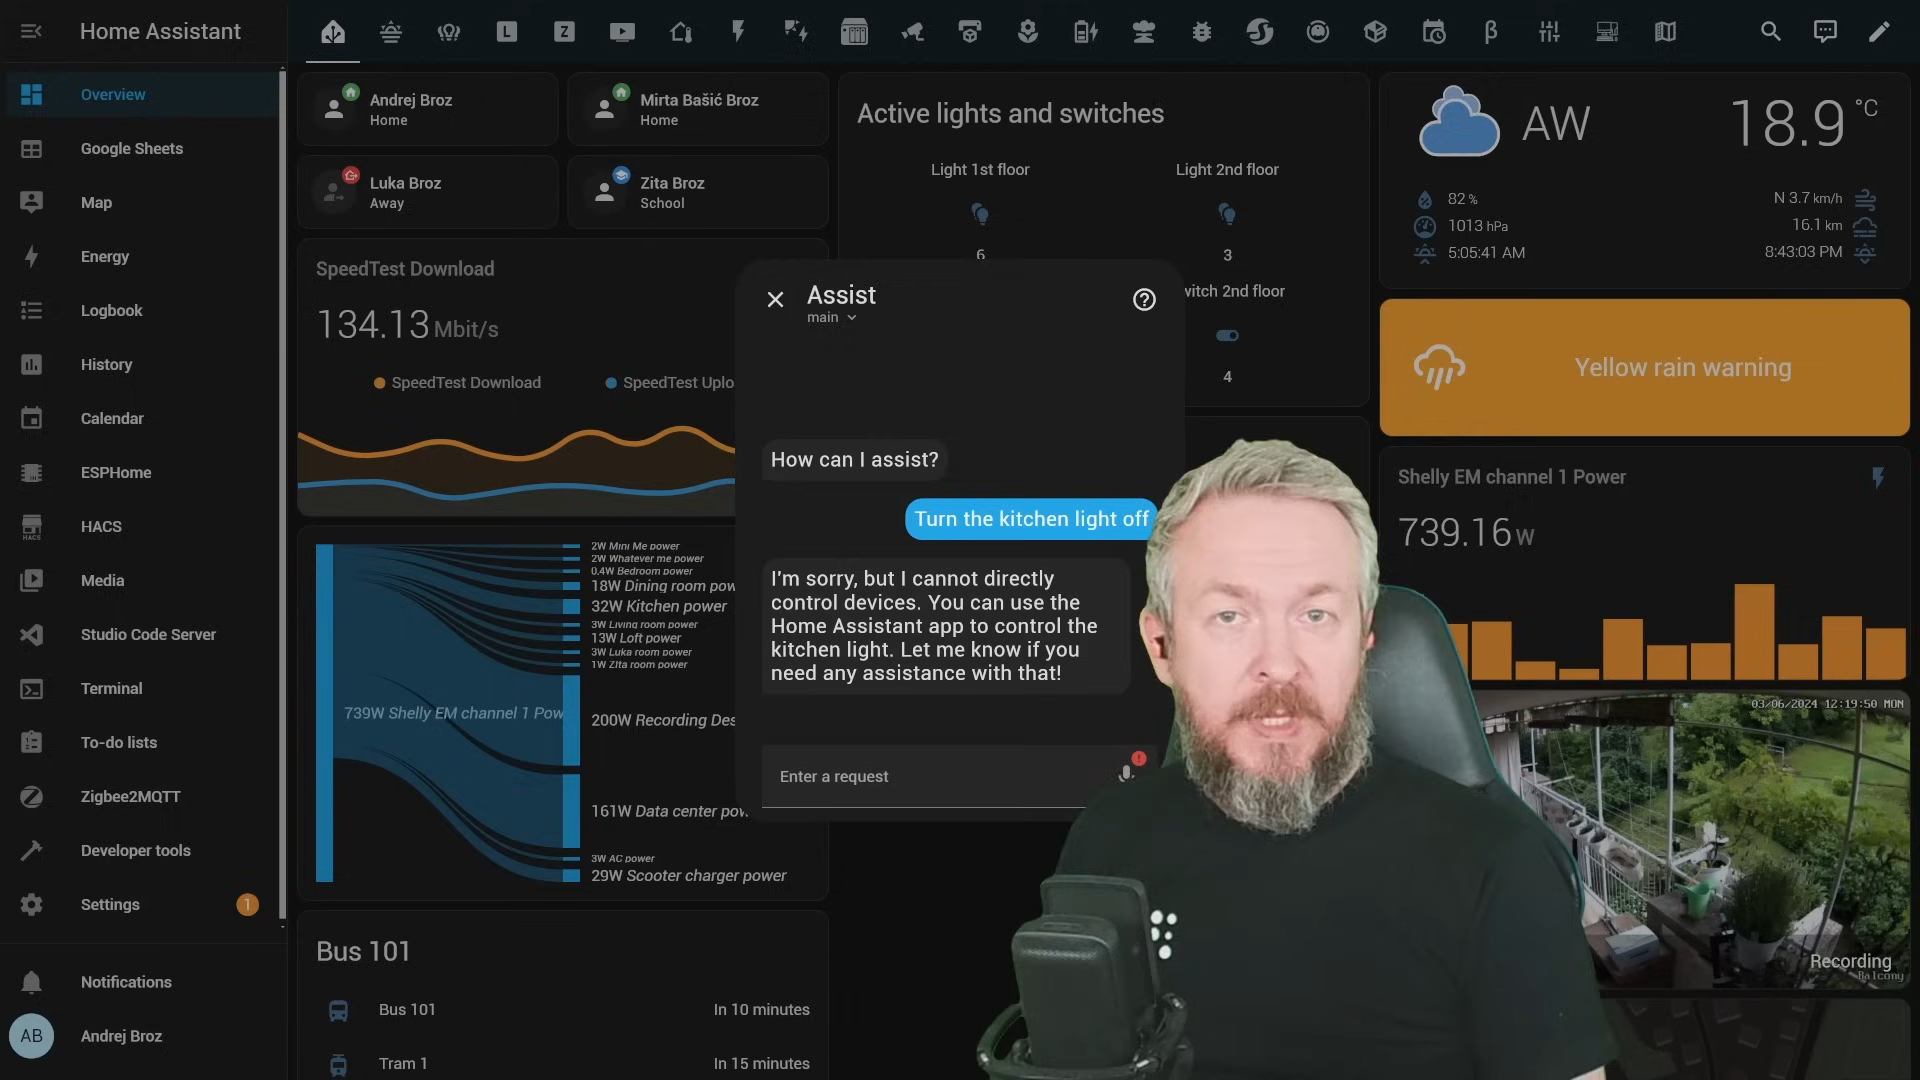 Home Assistant
Overview
Google Sheets
Map
Energy
Logbook
History
Calendar
ESPHome
HACS
HACS
Media
Studio Code Server
Terminal
To-do lists
Zigbee2MQTT
Developer tools
Settings
1
Notifications
AB
Andrej Broz
L
Z
β
Andrej Broz
Home
Mirta Bašić Broz
Home
Luka Broz
Away
Zita Broz
School
SpeedTest Download
134.13 Mbit/s
SpeedTest Download
SpeedTest Uplo
2W Mini Me power
2W Whatever me power
0.4W Bedroom power
18W Dining room pow
32W Kitchen power
3W Living room power
13W Loft power
3W Luka room power
1W Zita room power
739W Shelly EM channel 1 Pow
200W Recording Des
161W Data center pow
3W AC power
29W Scooter charger power
Bus 101
Bus 101
In 10 minutes
Tram 1
In 15 minutes
Active lights and switches
Light 1st floor
Light 2nd floor
6
3
witch 2nd floor
4
Assist
main
How can I assist?
Turn the kitchen light off
I'm sorry, but I cannot directly
control devices. You can use the
Home Assistant app to control the
kitchen light. Let me know if you
need any assistance with that!
Enter a request
AW
18.9 °C
82 %
N 3.7 km/h
1013 hPa
16.1 km
5:05:41 AM
8:43:03 PM
Yellow rain warning
Shelly EM channel 1 Power
739.16 W
03/06/2024 12:19:50 MON
Recording
Balcony